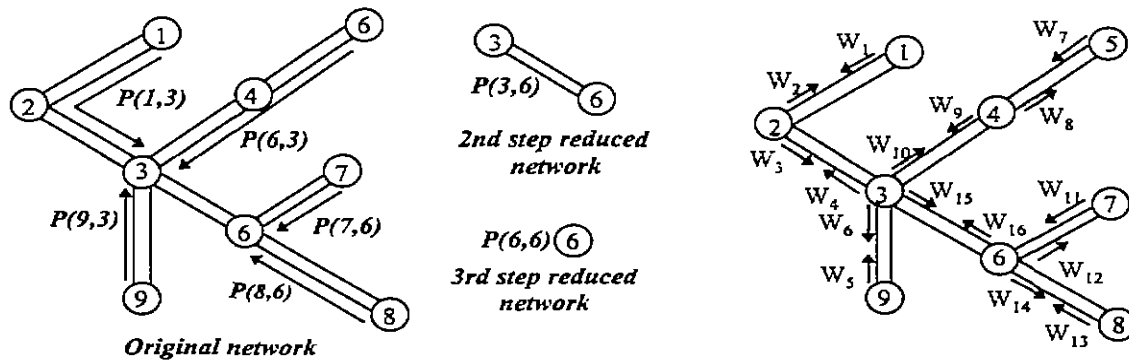 1
6
2
P(1,3)
4
P(6,3)
3
7
P(9,3)
P(7,6)
6
P(8,6)
9
8
Original network
3
P(3,6)
6
2nd step reduced
network
P(6,6) 6
3rd step reduced
network
W1
1
W7
5
W2
W9
4
W8
2
W10
W3
W4
3
W15
W11
7
W6
W16
6
W12
W5
9
W14
8
W13